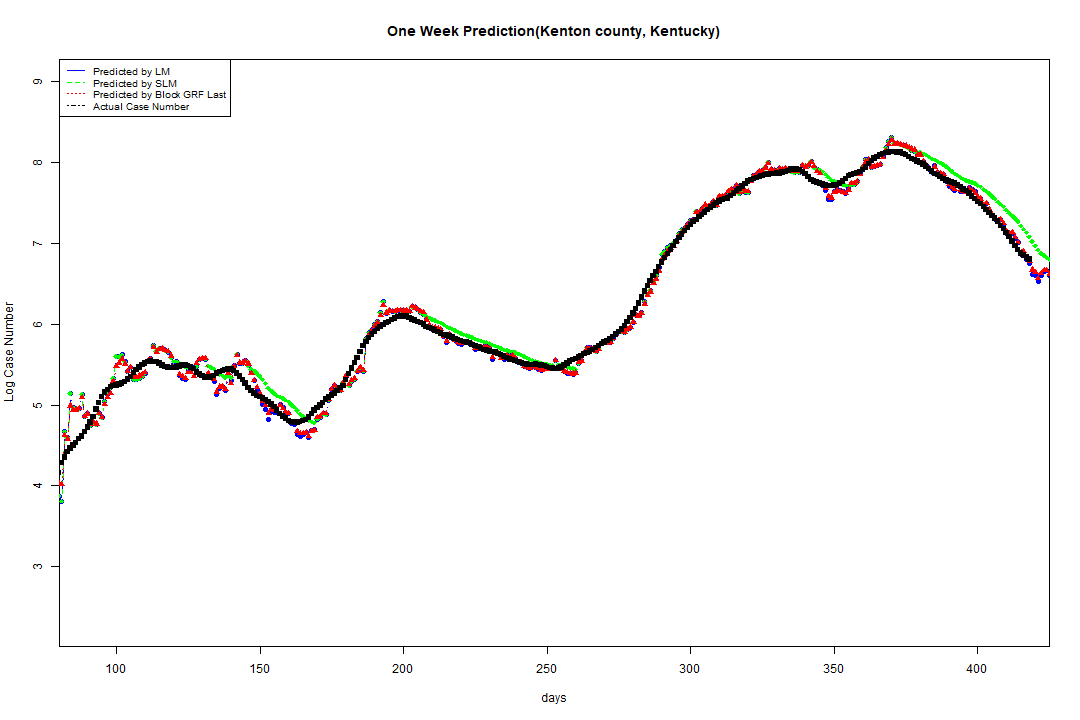 One Week Prediction(Kenton county, Kentucky)
Predicted by LM
Predicted by SLM
Predicted by Block GRF Last
Actual Case Number
9
8
7
6
5
4
3
Log Case Number
100 150 200 250 300 350 400
days